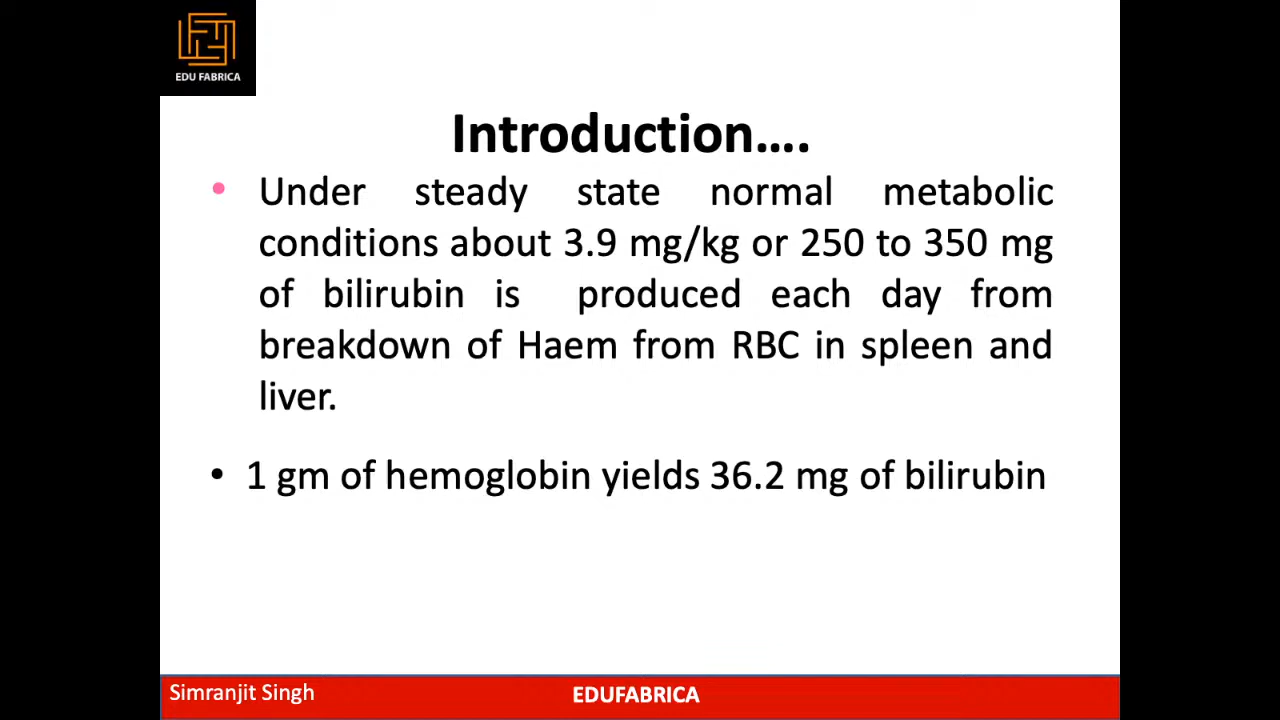 EDU FABRICA
Introduction....
• Under steady state normal metabolic
conditions about 3.9 mg/kg or 250 to 350 mg
of bilirubin is produced each day from
breakdown of Haem from RBC in spleen and
liver.
• 1 gm of hemoglobin yields 36.2 mg of bilirubin
Simranjit Singh
EDUFABRICA